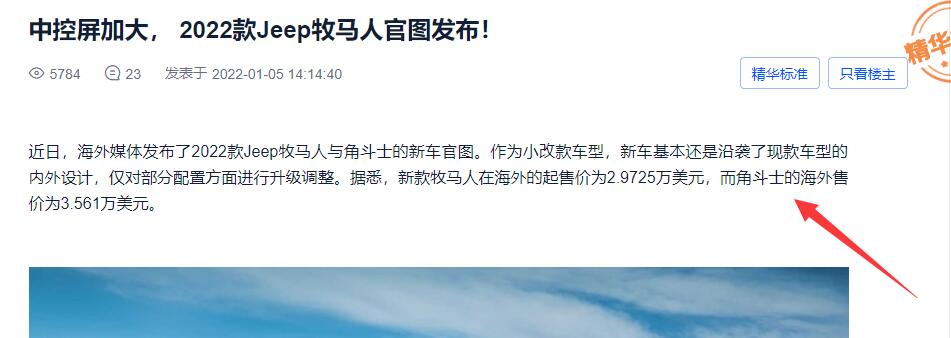 中控屏加大， 2022款Jeep牧马人官图发布！
5784 23 发表于 2022-01-05 14:14:40
精华标准 只看楼主
精华
近日，海外媒体发布了2022款Jeep牧马人与角斗士的新车官图。作为小改款车型，新车基本还是沿袭了现款车型的
内外设计，仅对部分配置方面进行升级调整。据悉，新款牧马人在海外的起售价为2.9725万美元，而角斗士的海外售
价为3.561万美元。